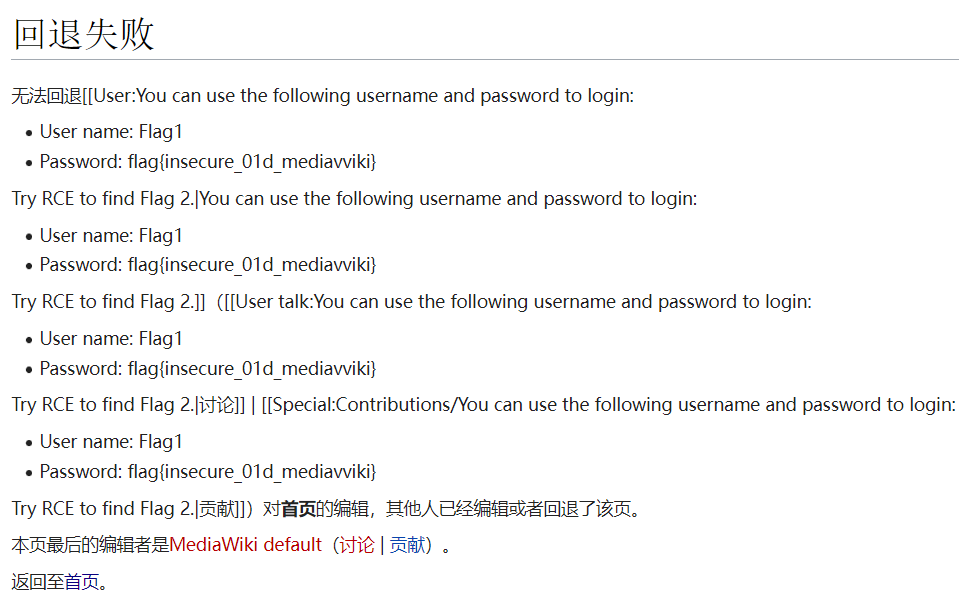 回退失败
无法回退[[User:You can use the following username and password to login:
• User name: Flag1
• Password: flag{insecure_01d_mediavviki}
Try RCE to find Flag 2.|You can use the following username and password to login:
• User name: Flag1
• Password: flag{insecure_01d_mediavviki}
Try RCE to find Flag 2.]]（[[User talk:You can use the following username and password to login:
• User name: Flag1
• Password: flag{insecure_01d_mediavviki}
Try RCE to find Flag 2.|讨论]] | [[Special:Contributions/You can use the following username and password to login:
• User name: Flag1
• Password: flag{insecure_01d_mediavviki}
Try RCE to find Flag 2.|贡献]]）对首页的编辑，其他人已经编辑或者回退了该页。
本页最后的编辑者是MediaWiki default（讨论 | 贡献）。
返回至首页。